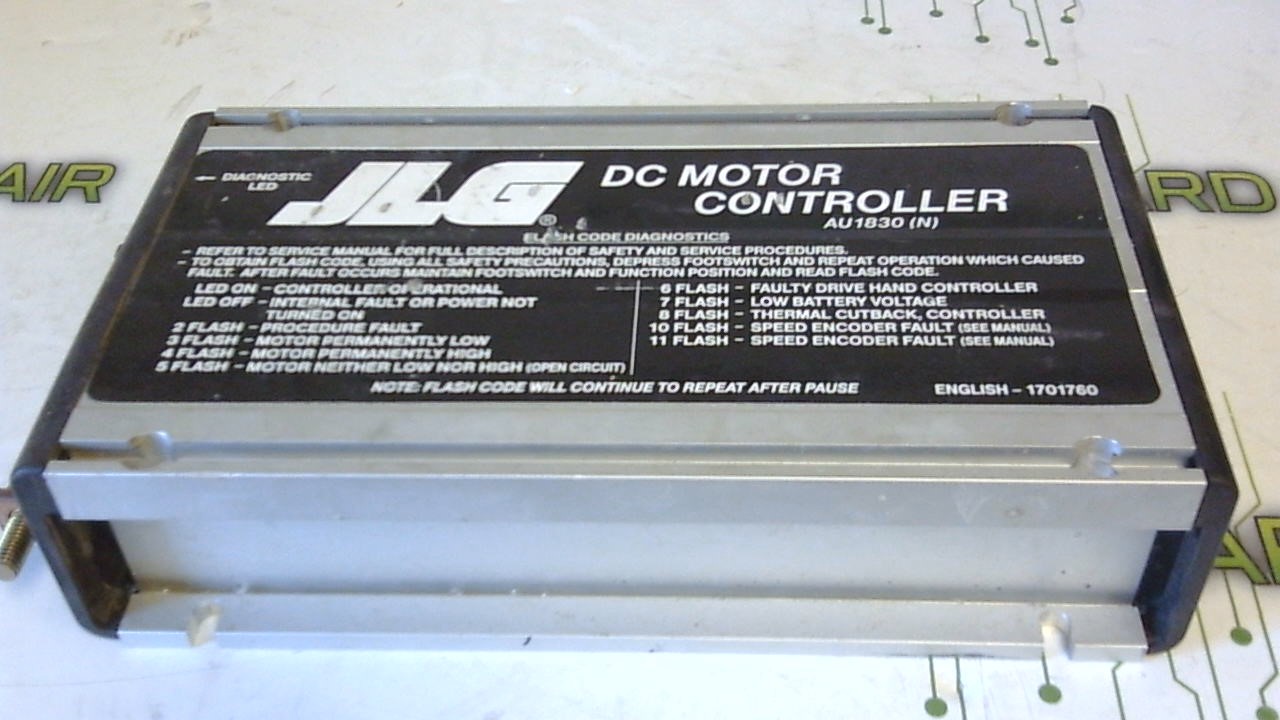 AIR
ARD
← DIAGNOSTIC
LED
JLG®
DC MOTOR
CONTROLLER
AU1830 (N)
FLASH CODE DIAGNOSTICS
– REFER TO SERVICE MANUAL FOR FULL DESCRIPTION OF SAFETY AND SERVICE PROCEDURES.
– TO OBTAIN FLASH CODE, USING ALL SAFETY PRECAUTIONS, DEPRESS FOOTSWITCH AND REPEAT OPERATION WHICH CAUSED
FAULT. AFTER FAULT OCCURS MAINTAIN FOOTSWITCH AND FUNCTION POSITION AND READ FLASH CODE.
LED ON – CONTROLLER OPERATIONAL
LED OFF – INTERNAL FAULT OR POWER NOT
TURNED ON
2 FLASH – PROCEDURE FAULT
3 FLASH – MOTOR PERMANENTLY LOW
4 FLASH – MOTOR PERMANENTLY HIGH
5 FLASH – MOTOR NEITHER LOW NOR HIGH (OPEN CIRCUIT)
6 FLASH – FAULTY DRIVE HAND CONTROLLER
7 FLASH – LOW BATTERY VOLTAGE
8 FLASH – THERMAL CUTBACK, CONTROLLER
10 FLASH – SPEED ENCODER FAULT (SEE MANUAL)
11 FLASH – SPEED ENCODER FAULT (SEE MANUAL)
NOTE: FLASH CODE WILL CONTINUE TO REPEAT AFTER PAUSE
ENGLISH – 1701760